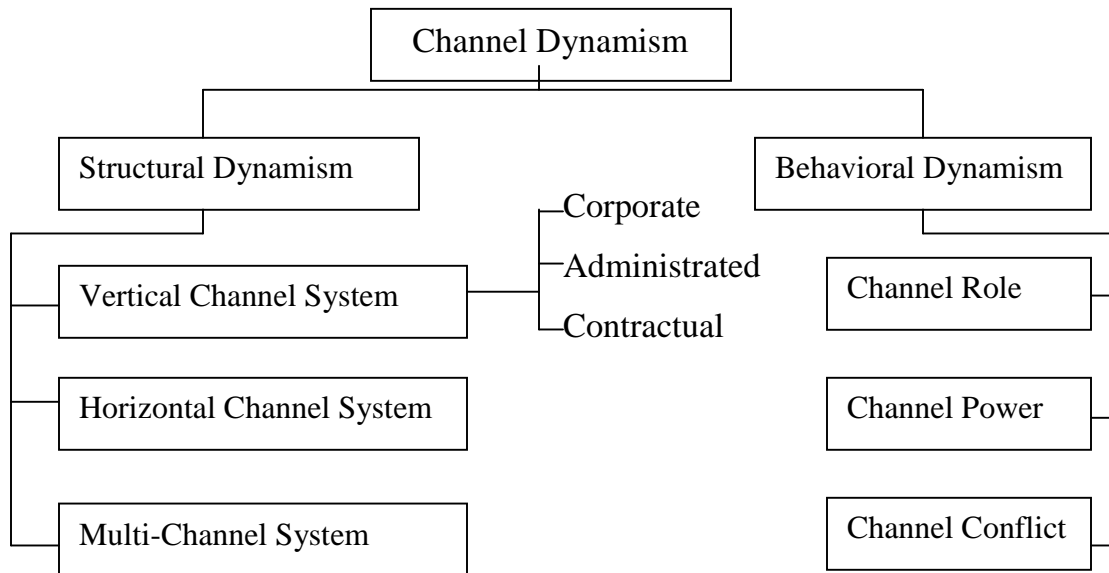 Channel Dynamism
Structural Dynamism
Behavioral Dynamism
Corporate
Administrated
Contractual
Vertical Channel System
Channel Role
Horizontal Channel System
Channel Power
Multi-Channel System
Channel Conflict